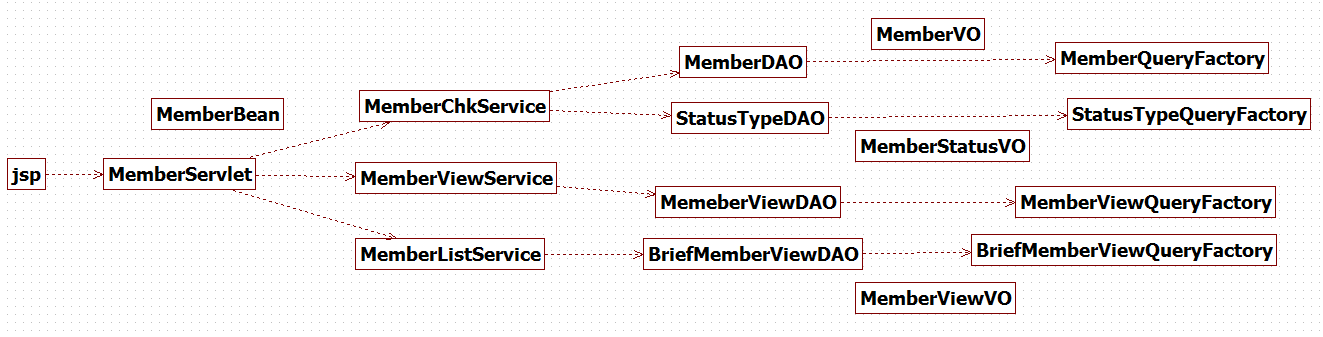 MemberVO
MemberDAO
MemberQueryFactory
MemberBean
MemberChkService
StatusTypeDAO
StatusTypeQueryFactory
MemberStatusVO
jsp
MemberServlet
MemberViewService
MemeberViewDAO
MemberViewQueryFactory
MemberListService
BriefMemberViewDAO
BriefMemberViewQueryFactory
MemberViewVO